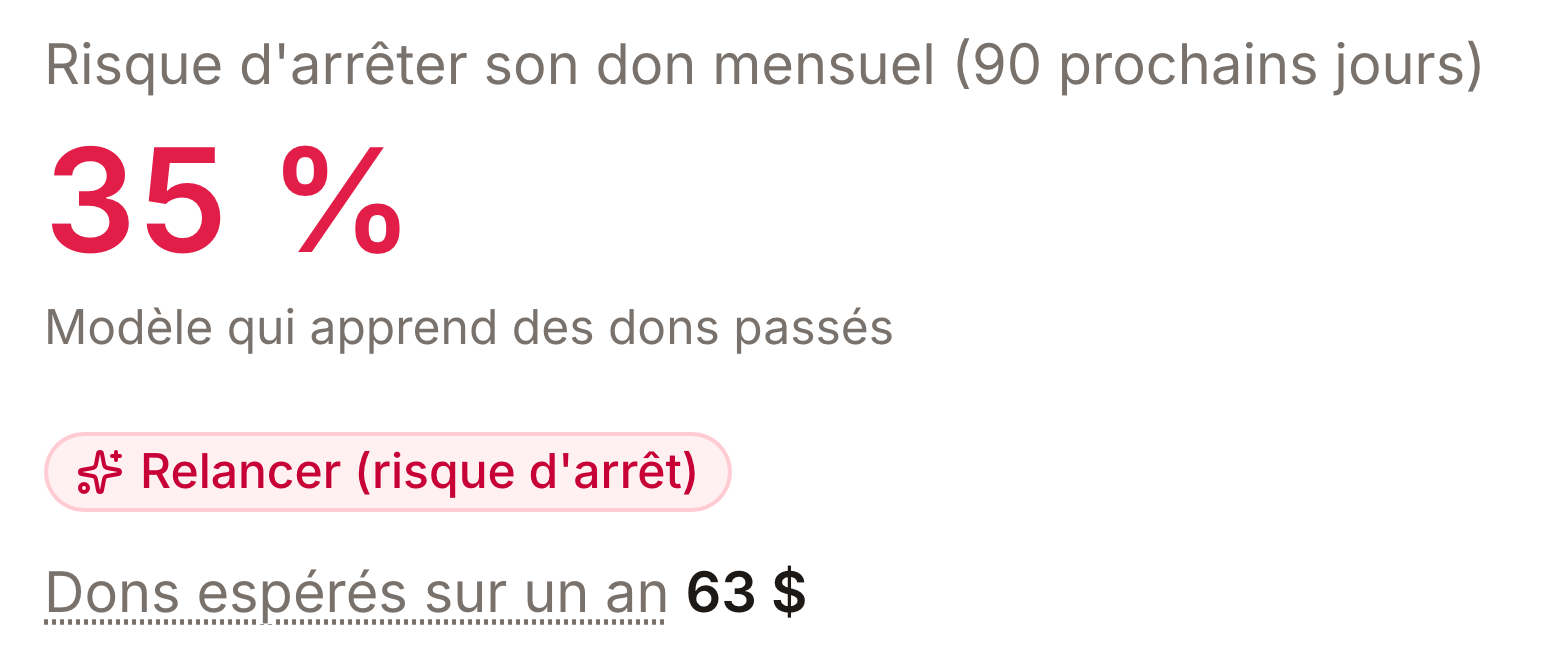 Risque d'arrêter son don mensuel (90 prochains jours)
35 %
Modèle qui apprend des dons passés
Relancer (risque d'arrêt)
Dons espérés sur un an 63 $